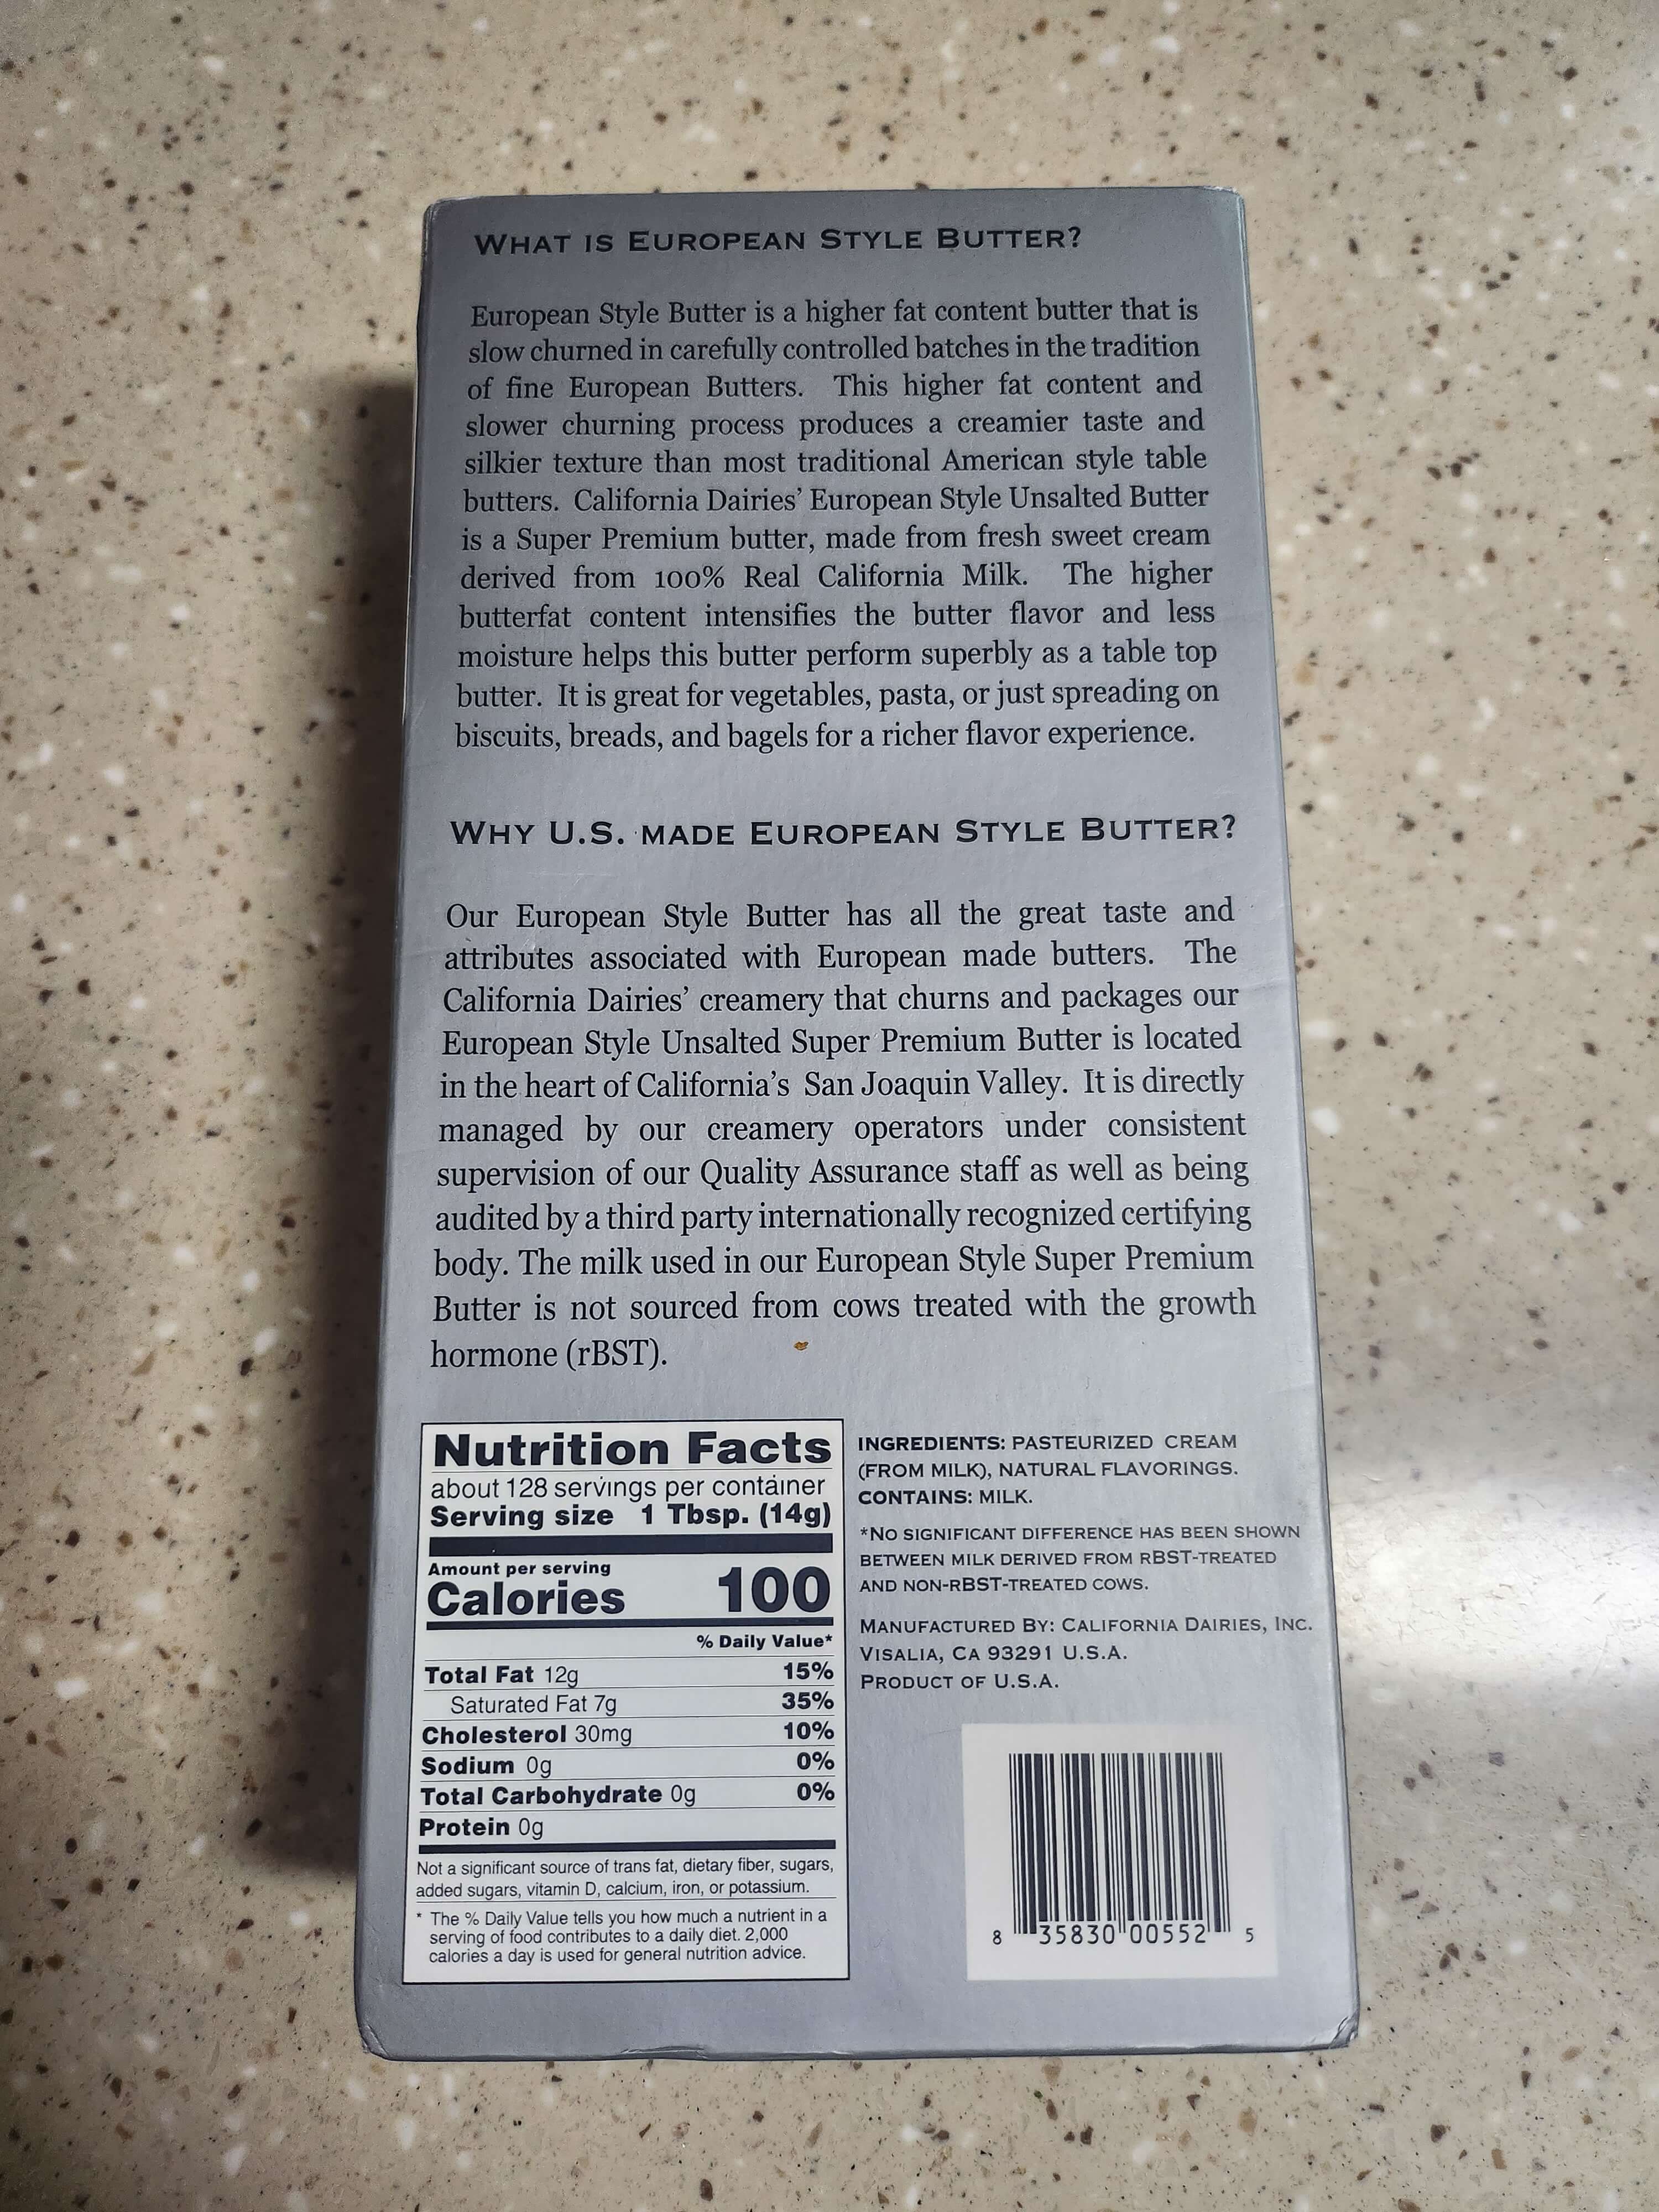 WHAT IS EUROPEAN STYLE BUTTER?
European Style Butter is a higher fat content butter that is
slow churned in carefully controlled batches in the tradition
of fine European Butters. This higher fat content and
slower churning process produces a creamier taste and
silkier texture than most traditional American style table
butters. California Dairies' European Style Unsalted Butter
is a Super Premium butter, made from fresh sweet cream
derived from 100% Real California Milk. The higher
butterfat content intensifies the butter flavor and less
moisture helps this butter perform superbly as a table top
butter. It is great for vegetables, pasta, or just spreading on
biscuits, breads, and bagels for a richer flavor experience.
WHY U.S. MADE EUROPEAN STYLE BUTTER?
Our European Style Butter has all the great taste and
attributes associated with European made butters. The
California Dairies' creamery that churns and packages our
European Style Unsalted Super Premium Butter is located
in the heart of California's San Joaquin Valley. It is directly
managed by our creamery operators under consistent
supervision of our Quality Assurance staff as well as being
audited by a third party internationally recognized certifying
body. The milk used in our European Style Super Premium
Butter is not sourced from cows treated with the growth
hormone (rBST).
Nutrition Facts
about 128 servings per container
Serving size 1 Tbsp. (14g)
Amount per serving
Calories 100
% Daily Value*
Total Fat 12g 15%
Saturated Fat 7g 35%
Cholesterol 30mg 10%
Sodium 0g 0%
Total Carbohydrate 0g 0%
Protein 0g
Not a significant source of trans fat, dietary fiber, sugars,
added sugars, vitamin D, calcium, iron, or potassium.
* The % Daily Value tells you how much a nutrient in a
serving of food contributes to a daily diet. 2,000
calories a day is used for general nutrition advice.
INGREDIENTS: PASTEURIZED CREAM
(FROM MILK), NATURAL FLAVORINGS.
CONTAINS: MILK.
*NO SIGNIFICANT DIFFERENCE HAS BEEN SHOWN
BETWEEN MILK DERIVED FROM RBST-TREATED
AND NON-RBST-TREATED COWS.
MANUFACTURED BY: CALIFORNIA DAIRIES, INC.
VISALIA, CA 93291 U.S.A.
PRODUCT OF U.S.A.
8 35830 00552 5